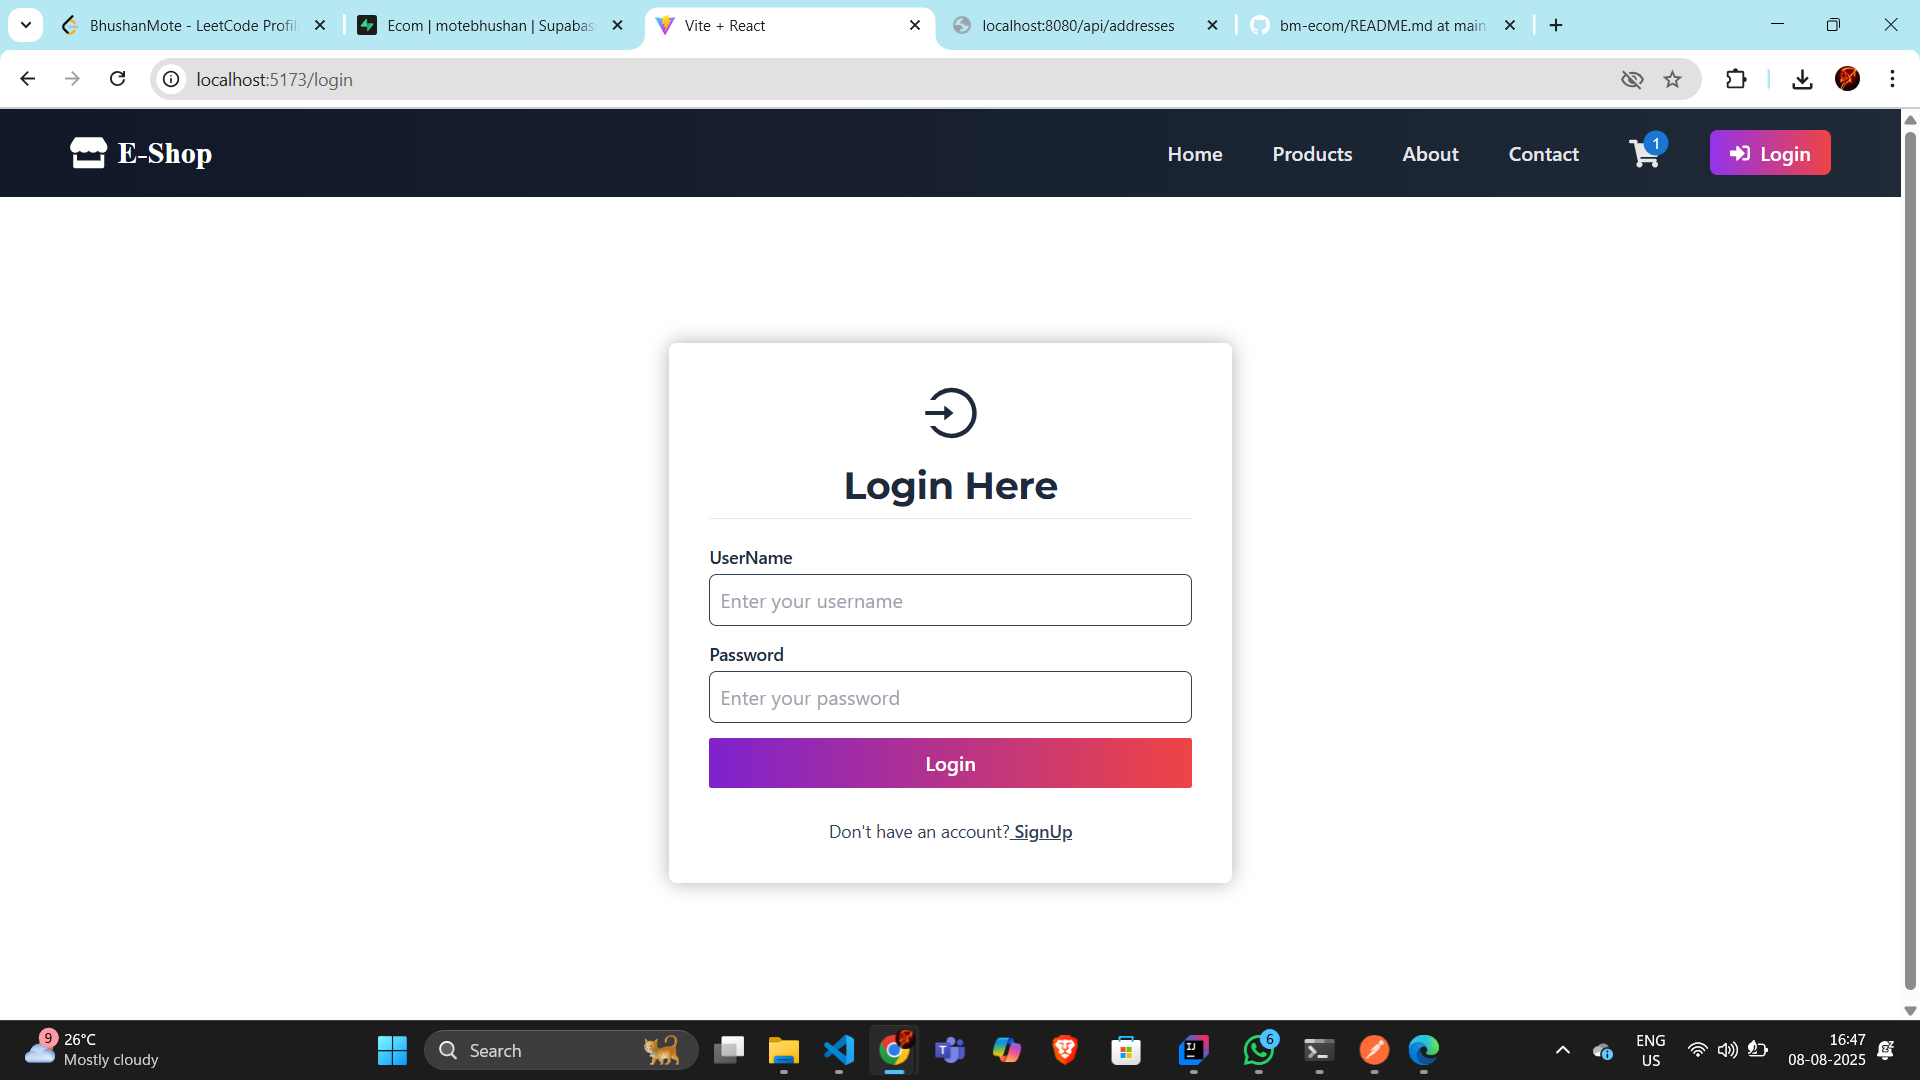 BhushanMote - LeetCode Profil
Ecom | motebhushan | Supabas
Vite + React
localhost:8080/api/addresses
bm-ecom/README.md at main
localhost:5173/login
E-Shop
Home
Products
About
Contact
1
Login
Login Here
UserName
Enter your username
Password
Enter your password
Login
Don't have an account? SignUp
9
26°C
Mostly cloudy
Search
6
ENG
US
16:47
08-08-2025